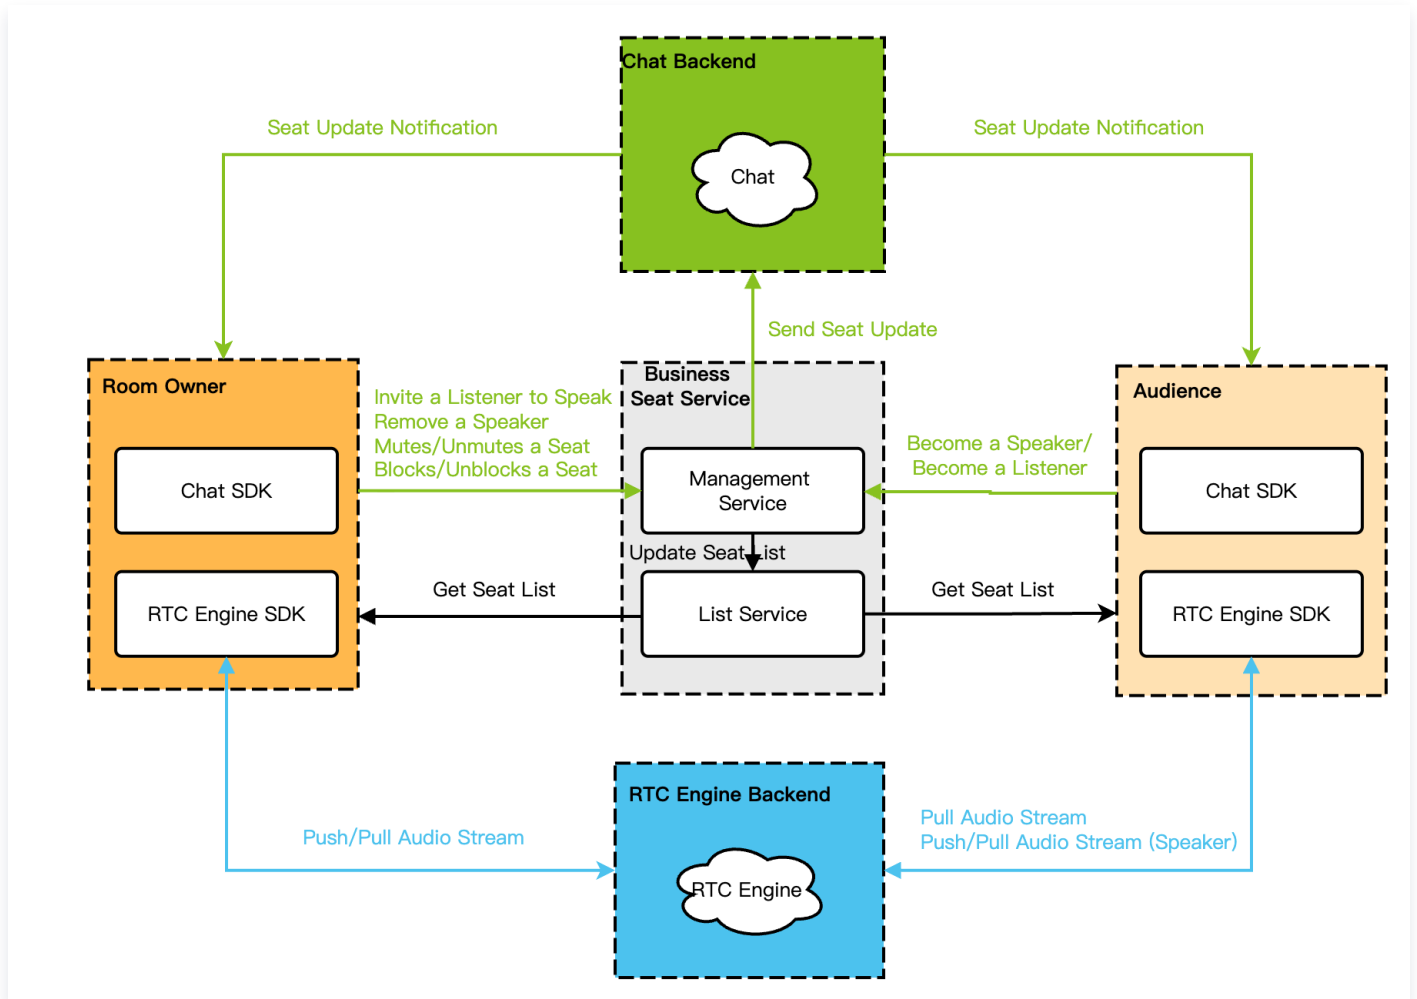 Chat Backend
Seat Update Notification
Seat Update Notification
Chat
Send Seat Update
Room Owner
Invite a Listener to Speak
Remove a Speaker
Mutes/Unmutes a Seat
Blocks/Unblocks a Seat
Business
Seat Service
Audience
Become a Speaker/
Become a Listener
Chat SDK
Management
Service
Chat SDK
Update Seat List
Get Seat List
Get Seat List
RTC Engine SDK
List Service
RTC Engine SDK
RTC Engine Backend
Push/Pull Audio Stream
Pull Audio Stream
Push/Pull Audio Stream (Speaker)
RTC Engine